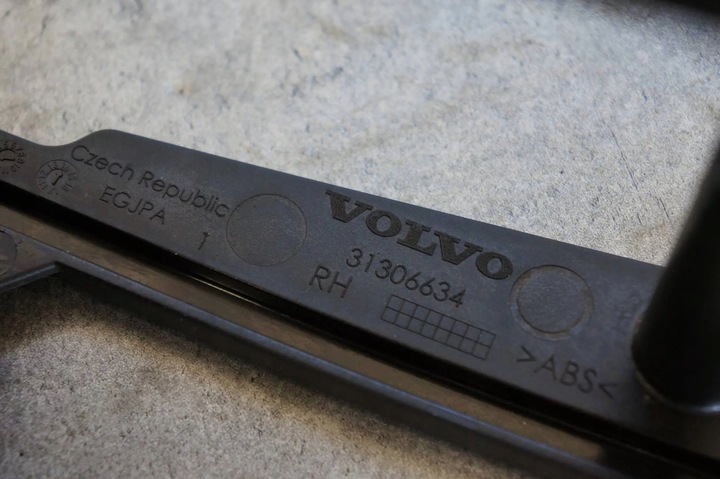 Czech Republic
EGJPA
1
VOLVO
31306634
RH
>ABS<